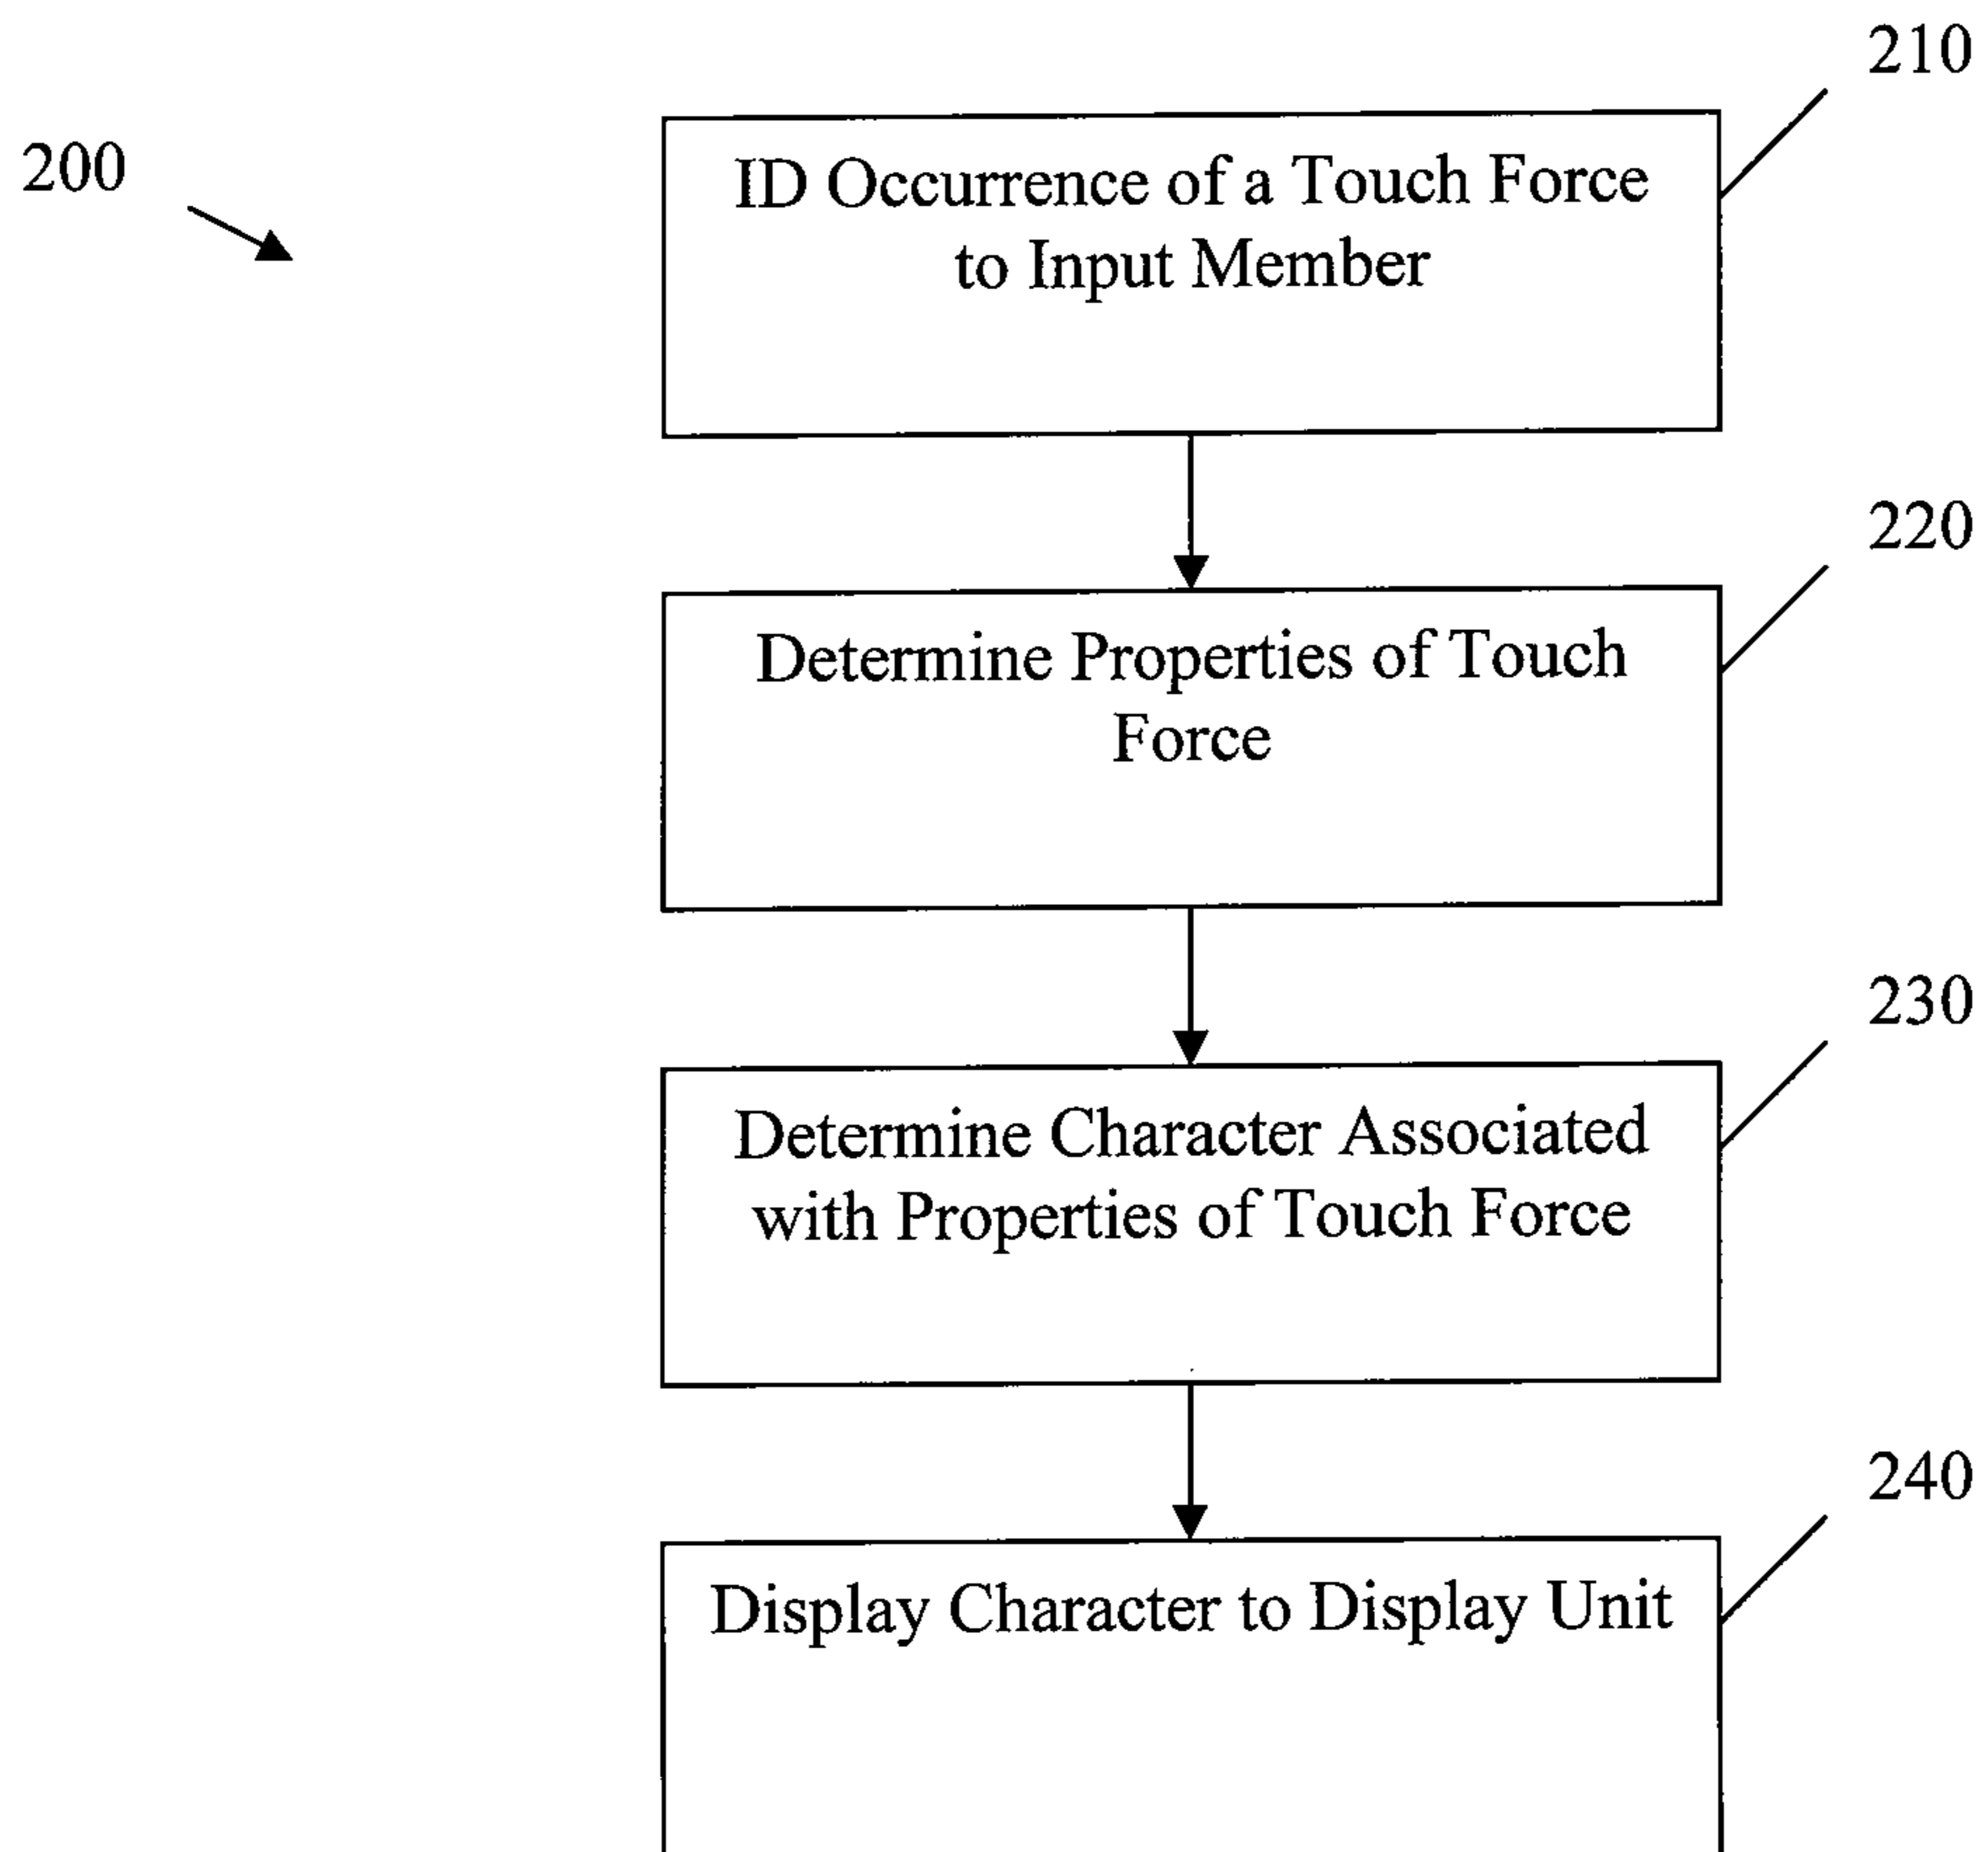 210
200
ID Occurrence of a Touch Force
to Input Member
220
Determine Properties of Touch
Force
230
Determine Character Associated
with Properties of Touch Force
240
Display Character to Display Unit